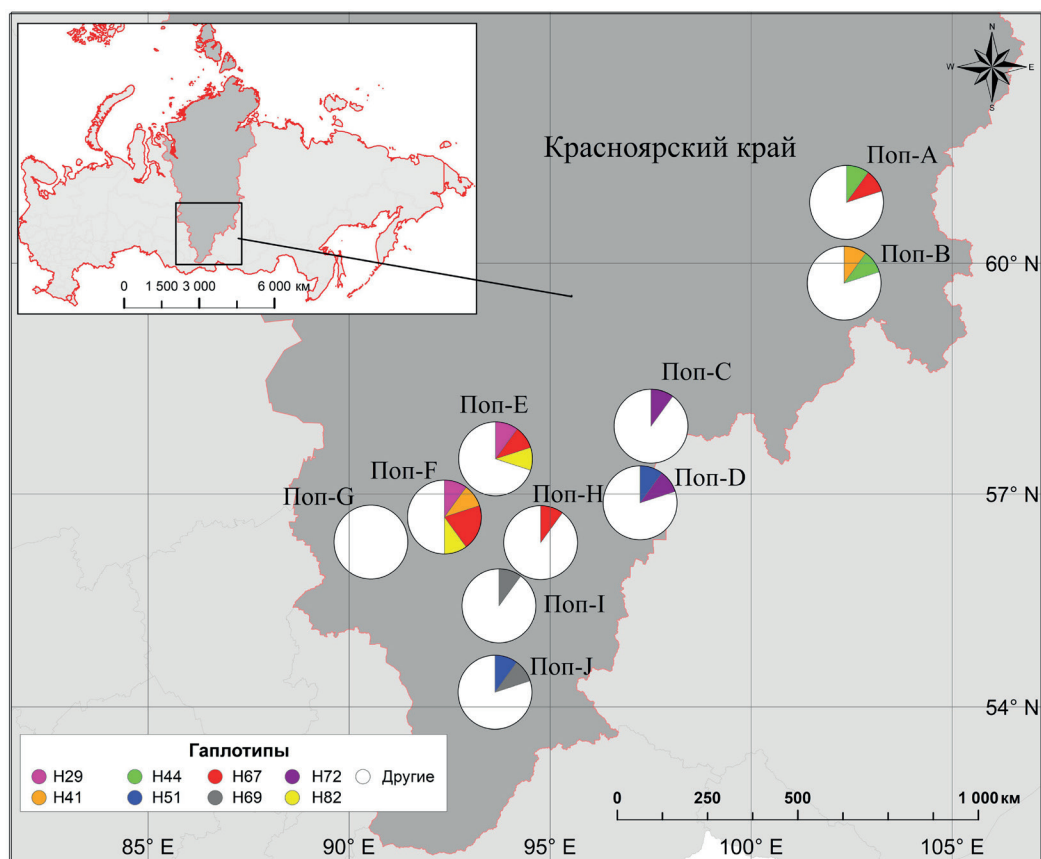 N
W E
S
Красноярский край
Поп-A
Поп-B
60° N
0 1 500 3 000 6 000 км
Поп-C
Поп-E
Поп-D
Поп-F
Поп-H
Поп-G
57° N
Поп-I
Поп-J
54° N
Гаплотипы
H29 H44 H67 H72 Другие
H41 H51 H69 H82
0 250 500 1 000 км
85° E 90° E 95° E 100° E 105° E